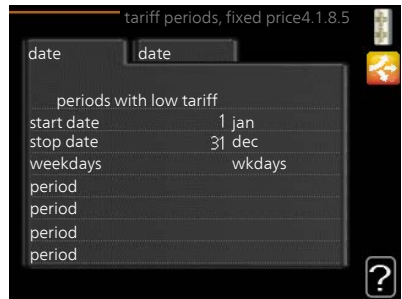 tariff periods, fixed price4.1.8.5
date date
periods with low tariff
start date 1 jan
stop date 31 dec
weekdays wkdays
period
period
period
period
?